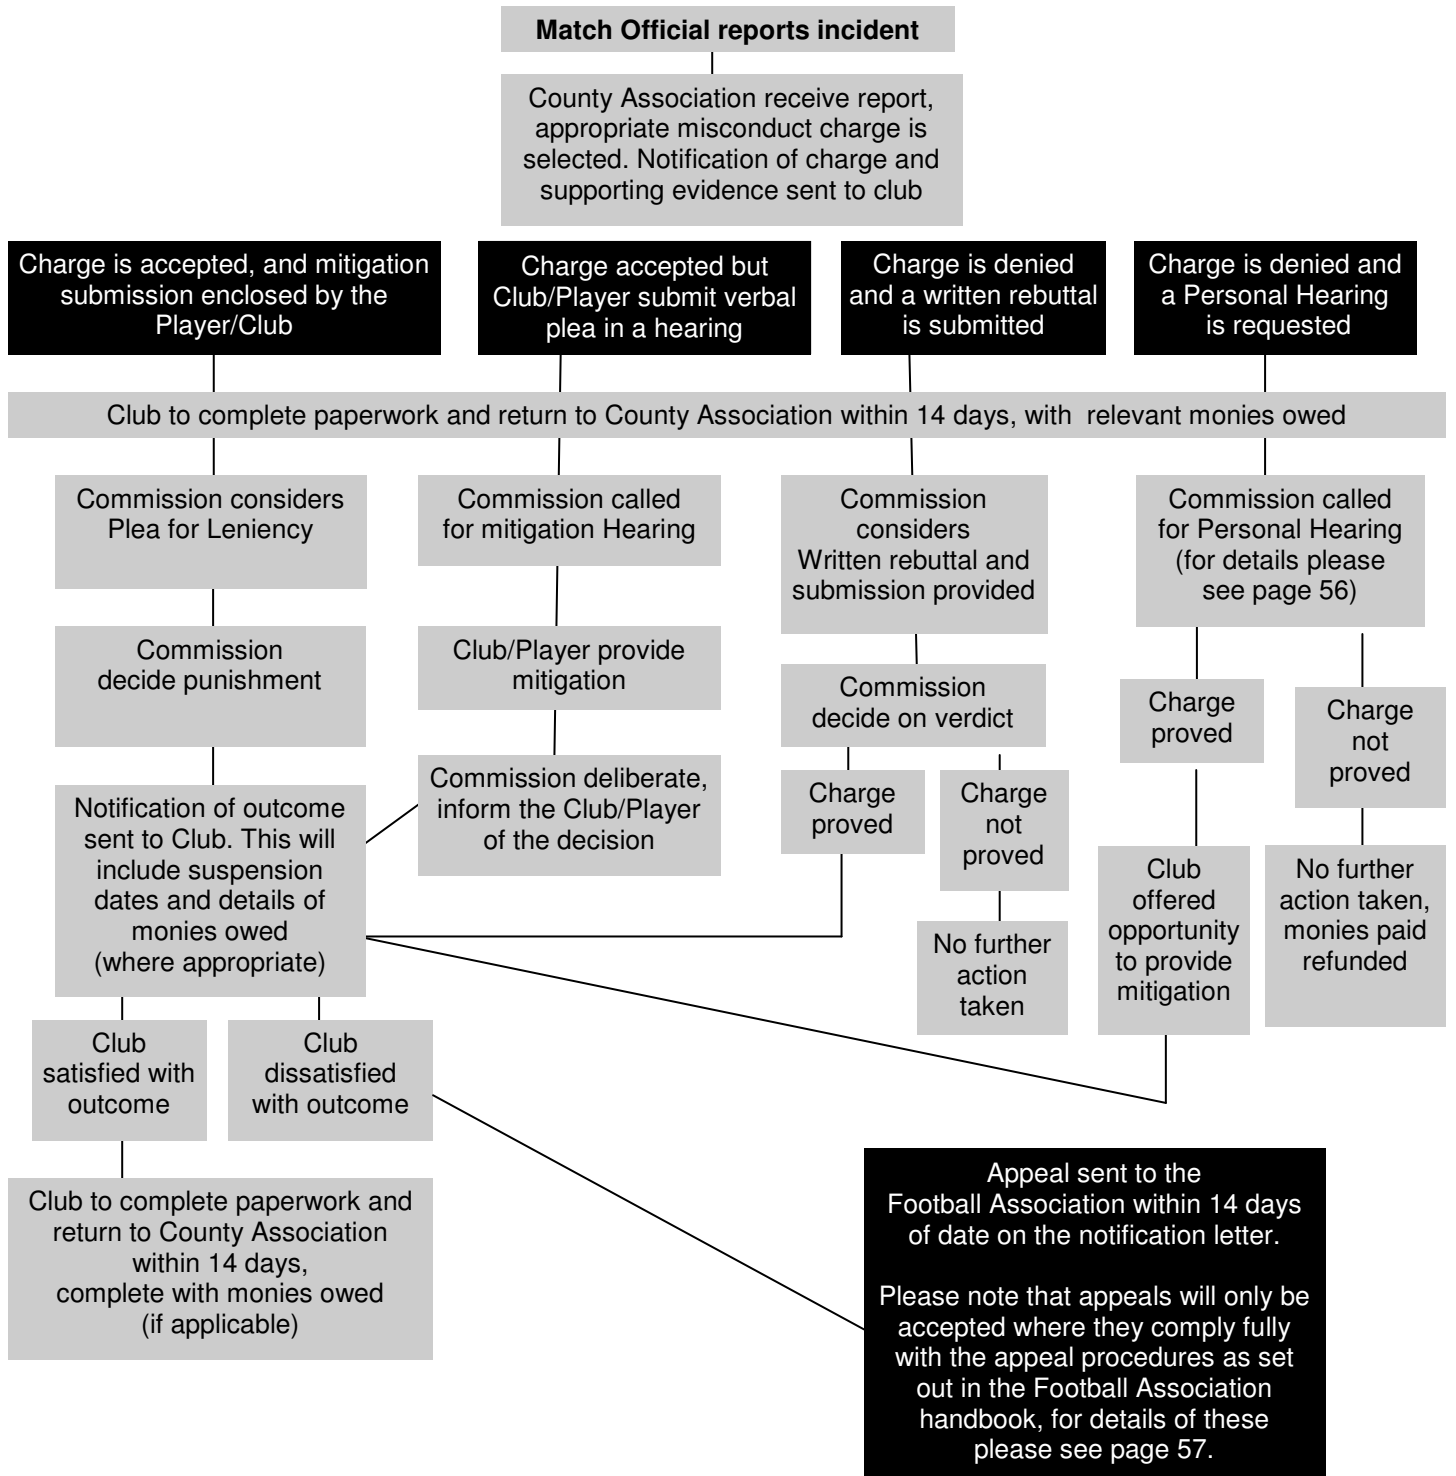 Match Official reports incident
County Association receive report,
appropriate misconduct charge is
selected. Notification of charge and
supporting evidence sent to club
Charge is accepted, and mitigation
submission enclosed by the
Player/Club
Charge accepted but
Club/Player submit verbal
plea in a hearing
Charge is denied
and a written rebuttal
is submitted
Charge is denied and
a Personal Hearing
is requested
Club to complete paperwork and return to County Association within 14 days, with relevant monies owed
Commission considers
Plea for Leniency
Commission
decide punishment
Notification of outcome
sent to Club. This will
include suspension
dates and details of
monies owed
(where appropriate)
Club
satisfied with
outcome
Club
dissatisfied
with outcome
Club to complete paperwork and
return to County Association
within 14 days,
complete with monies owed
(if applicable)
Commission called
for mitigation Hearing
Club/Player provide
mitigation
Commission deliberate,
inform the Club/Player
of the decision
Commission
considers
Written rebuttal and
submission provided
Commission
decide on verdict
Charge
proved
Charge
not
proved
No further
action
taken
Commission called
for Personal Hearing
(for details please
see page 56)
Charge
proved
Charge
not
proved
Club
offered
opportunity
to provide
mitigation
No further
action taken,
monies paid
refunded
Appeal sent to the
Football Association within 14 days
of date on the notification letter.
Please note that appeals will only be
accepted where they comply fully
with the appeal procedures as set
out in the Football Association
handbook, for details of these
please see page 57.